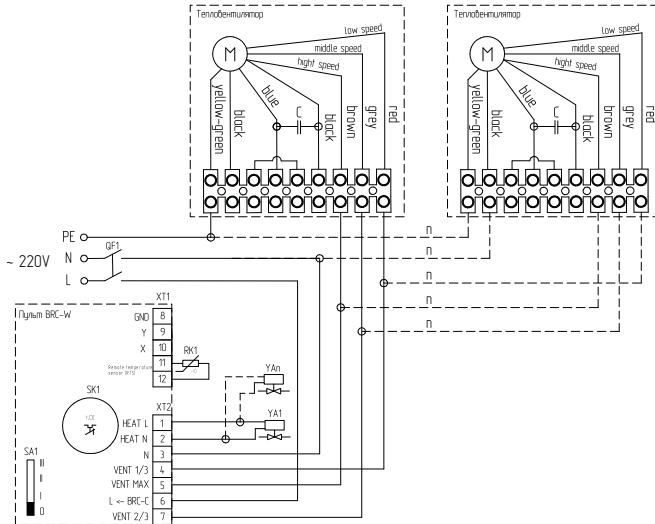 Тепловентилятор
low speed
middle speed
hight speed
M
yellow-green
black
blue
C
black
brown
grey
red
Тепловентилятор
low speed
middle speed
hight speed
M
yellow-green
black
blue
C
black
brown
grey
red
PE
~ 220V
N
QF1
L
n
n
n
n
Пульт BRC-W
XT1
GND 8
Y 9
X 10
Remote temperature sensor
11
12
RK1
SK1
YAn
XT2
HEAT L 1
YA1
HEAT N 2
N 3
SA1
III
II
I
0
VENT 1/3 4
VENT MAX 5
L <- BRC-C 6
VENT 2/3 7